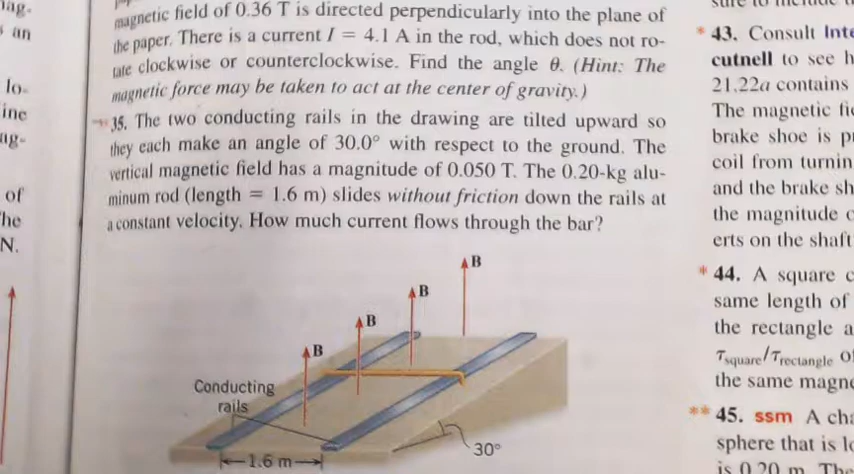 of
N.
magnetic field of 0.36 T is directed perpendicularly into the plane of
the paper. There is a current I = 4.1 A in the rod, which does not ro-
tate clockwise or counterclockwise. Find the angle θ. (Hint: The
magnetic force may be taken to act at the center of gravity.)
35. The two conducting rails in the drawing are tilted upward so
they each make an angle of 30.0° with respect to the ground. The
vertical magnetic field has a magnitude of 0.050 T. The 0.20-kg alu-
minum rod (length = 1.6 m) slides without friction down the rails at
a constant velocity. How much current flows through the bar?
B
B
B
B
Conducting
rails
1.6 m
30°
* 43. Consult Inte
cutnell to see h
21.22a contains
The magnetic fie
brake shoe is p
coil from turnin
and the brake sh
the magnitude
erts on the shaft
* 44. A square c
same length of
the rectangle a
τsquare/τrectangle
the same magne
** 45. ssm A cha
sphere that is lo
is 0.20 m. The